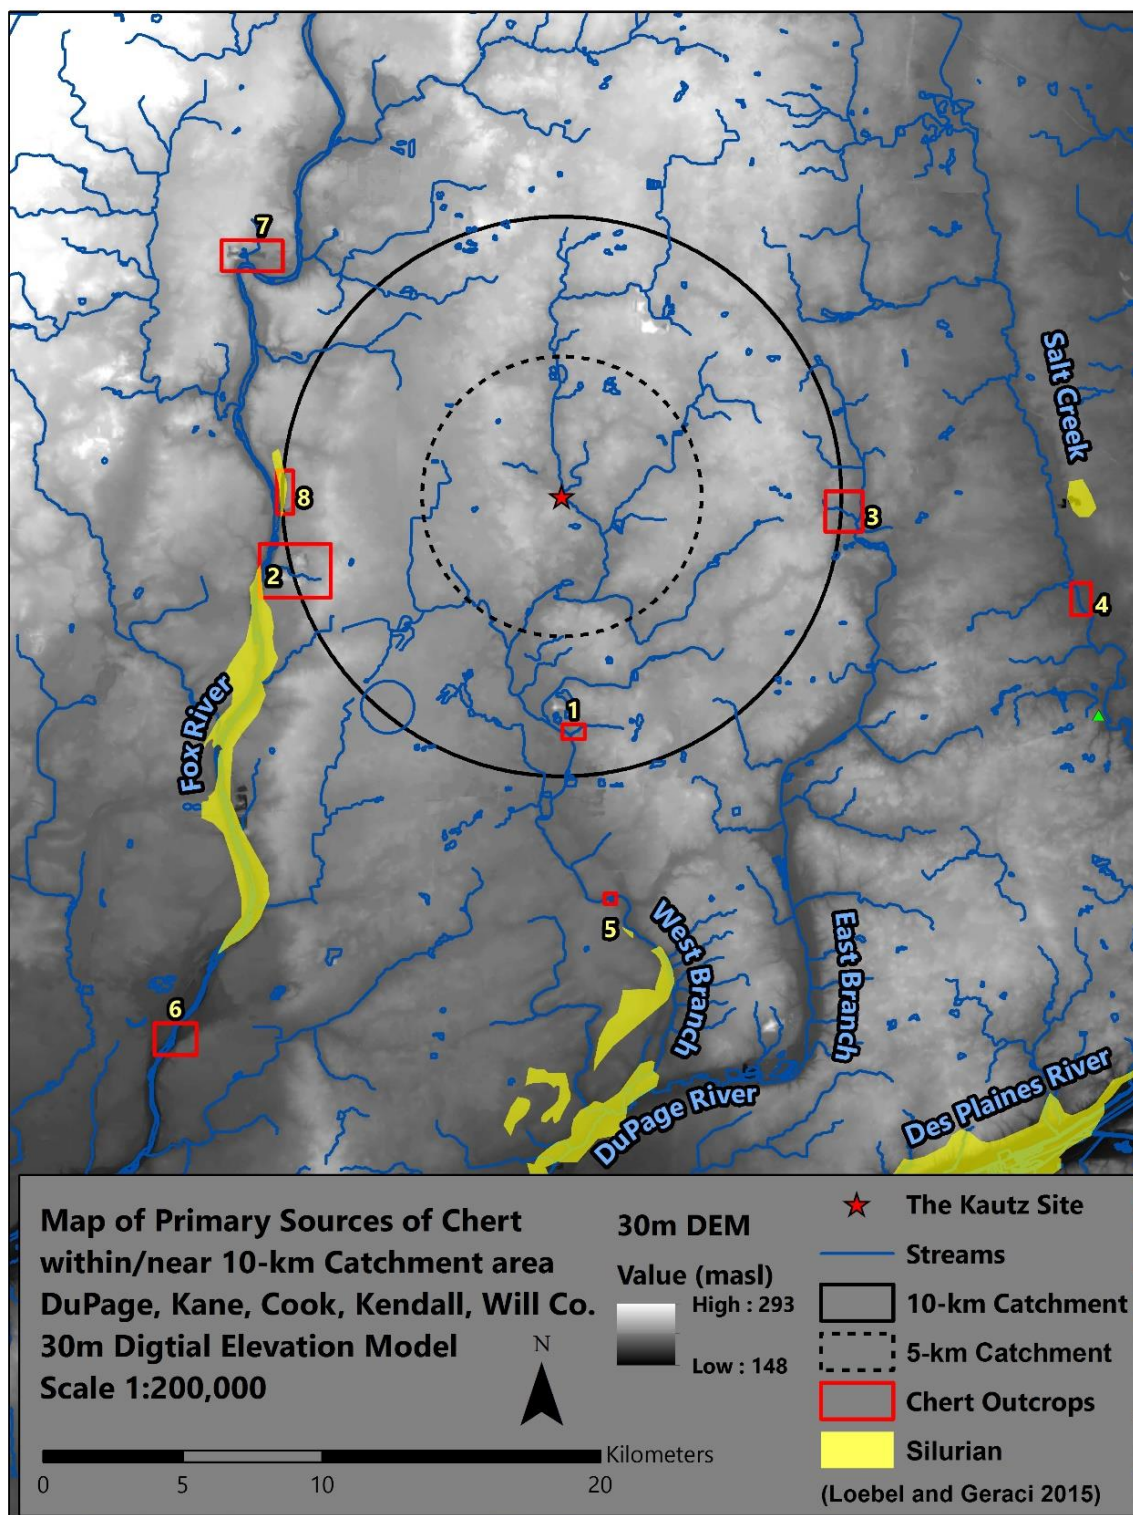 7
Salt Creek
8
3
2
4
Fox River
1
5
West Branch
East Branch
6
DuPage River
Des Plaines River
Map of Primary Sources of Chert
within/near 10-km Catchment area
DuPage, Kane, Cook, Kendall, Will Co.
30m Digtial Elevation Model
Scale 1:200,000
N
Kilometers
0 5 10 20
30m DEM
Value (masl)
High : 293
Low : 148
The Kautz Site
Streams
10-km Catchment
5-km Catchment
Chert Outcrops
Silurian
(Loebel and Geraci 2015)